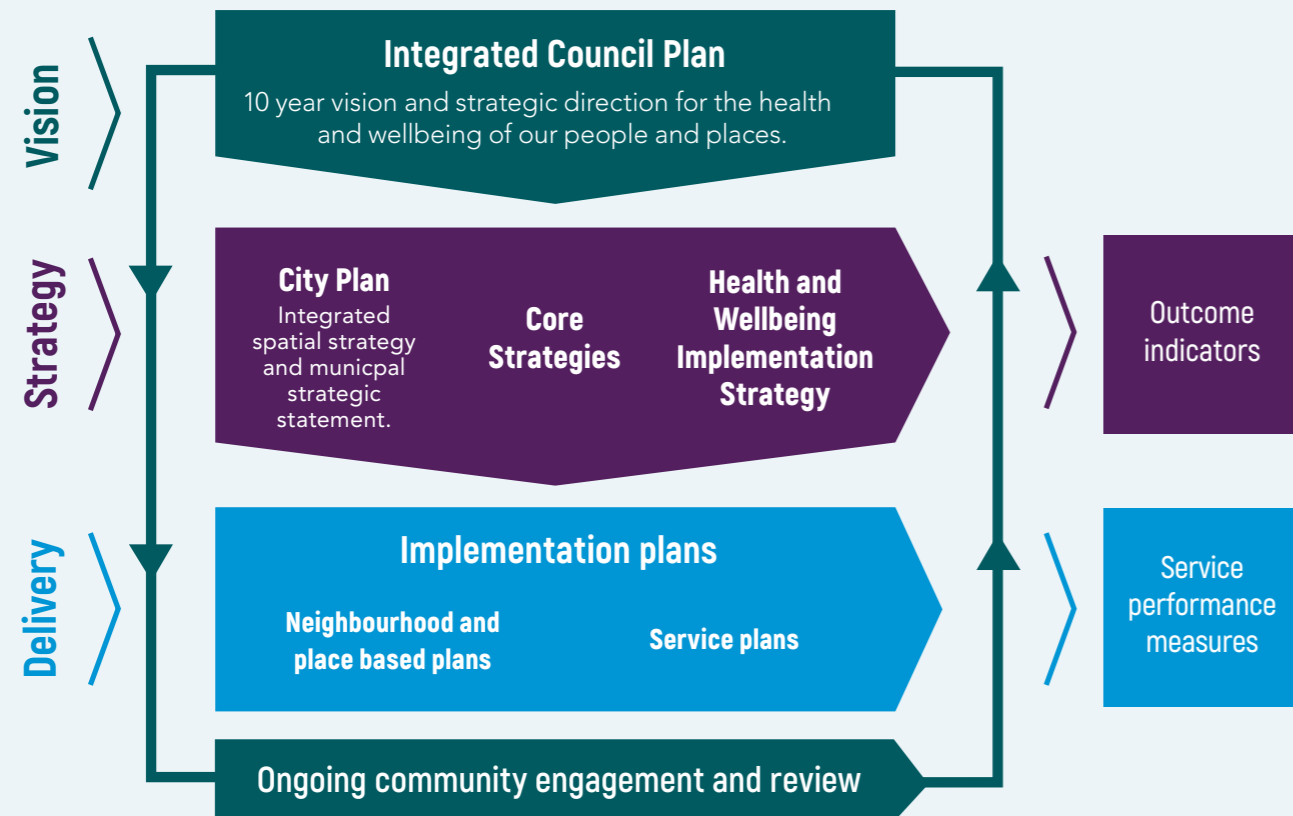 Vision
Integrated Council Plan
10 year vision and strategic direction for the health
and wellbeing of our people and places.
Strategy
City Plan
Integrated
spatial strategy
and municpal
strategic
statement.
Core
Strategies
Health and
Wellbeing
Implementation
Strategy
Outcome
indicators
Delivery
Implementation plans
Neighbourhood and
place based plans
Service plans
Service
performance
measures
Ongoing community engagement and review